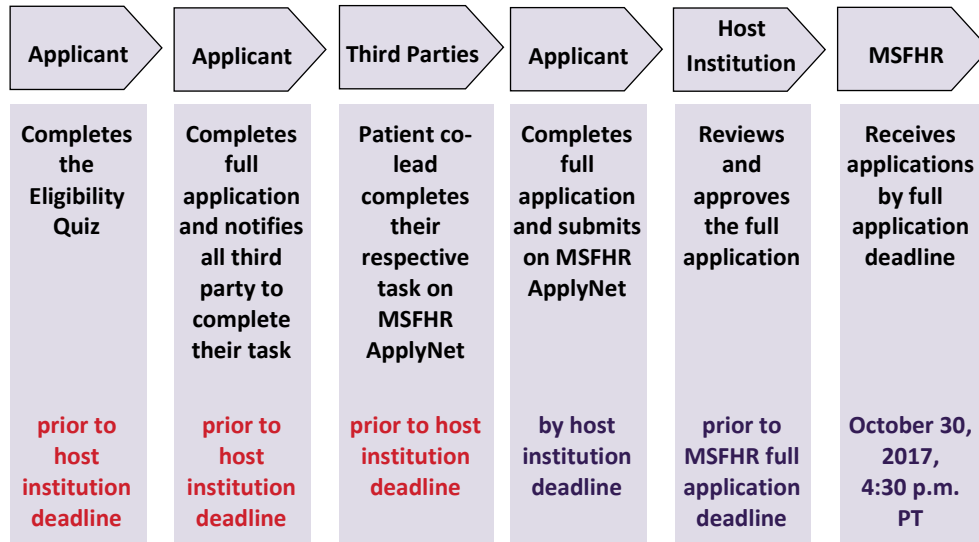 Applicant
Applicant
Third Parties
Applicant
Host
Institution
MSFHR
Completes
the
Eligibility
Quiz
prior to
host
institution
deadline
Completes
full
application
and notifies
all third
party to
complete
their task
prior to
host
institution
deadline
Patient co-
lead
completes
their
respective
task on
MSFHR
ApplyNet
prior to host
institution
deadline
Completes
full
application
and submits
on MSFHR
ApplyNet
by host
institution
deadline
Reviews
and
approves
the full
application
prior to
MSFHR full
application
deadline
Receives
applications
by full
application
deadline
October 30,
2017,
4:30 p.m.
PT